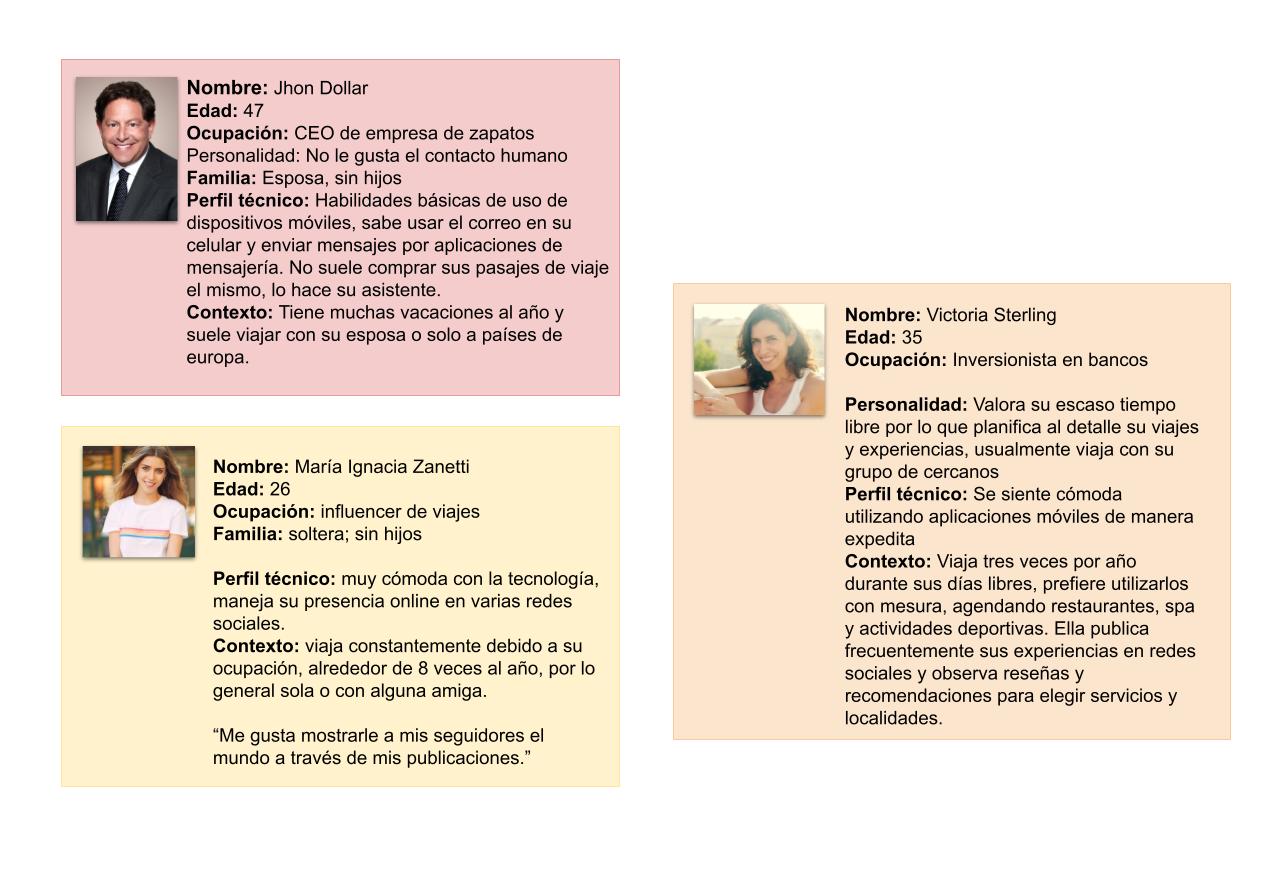 Nombre: Jhon Dollar
Edad: 47
Ocupación: CEO de empresa de zapatos
Personalidad: No le gusta el contacto humano
Familia: Esposa, sin hijos
Perfil técnico: Habilidades básicas de uso de
dispositivos móviles, sabe usar el correo en su
celular y enviar mensajes por aplicaciones de
mensajería. No suele comprar sus pasajes de viaje
el mismo, lo hace su asistente.
Contexto: Tiene muchas vacaciones al año y
suele viajar con su esposa o solo a países de
europa.
Nombre: María Ignacia Zanetti
Edad: 26
Ocupación: influencer de viajes
Familia: soltera; sin hijos
Perfil técnico: muy cómoda con la tecnología,
maneja su presencia online en varias redes
sociales.
Contexto: viaja constantemente debido a su
ocupación, alrededor de 8 veces al año, por lo
general sola o con alguna amiga.
“Me gusta mostrarle a mis seguidores el
mundo a través de mis publicaciones.”
Nombre: Victoria Sterling
Edad: 35
Ocupación: Inversionista en bancos
Personalidad: Valora su escaso tiempo
libre por lo que planifica al detalle su viajes
y experiencias, usualmente viaja con su
grupo de cercanos
Perfil técnico: Se siente cómoda
utilizando aplicaciones móviles de manera
expedita
Contexto: Viaja tres veces por año
durante sus días libres, prefiere utilizarlos
con mesura, agendando restaurantes, spa
y actividades deportivas. Ella publica
frecuentemente sus experiencias en redes
sociales y observa reseñas y
recomendaciones para elegir servicios y
localidades.